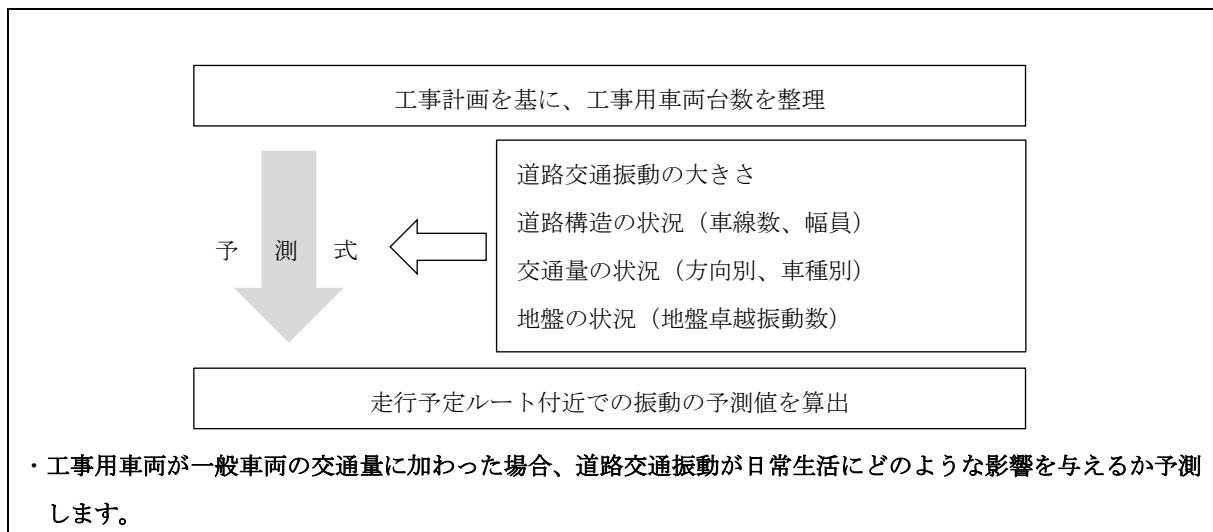 工事計画を基に、工事用車両台数を整理
道路交通振動の大きさ
道路構造の状況（車線数、幅員）
予　測　式
交通量の状況（方向別、車種別）
地盤の状況（地盤卓越振動数）
走行予定ルート付近での振動の予測値を算出
・工事用車両が一般車両の交通量に加わった場合、道路交通振動が日常生活にどのような影響を与えるか予測
します。